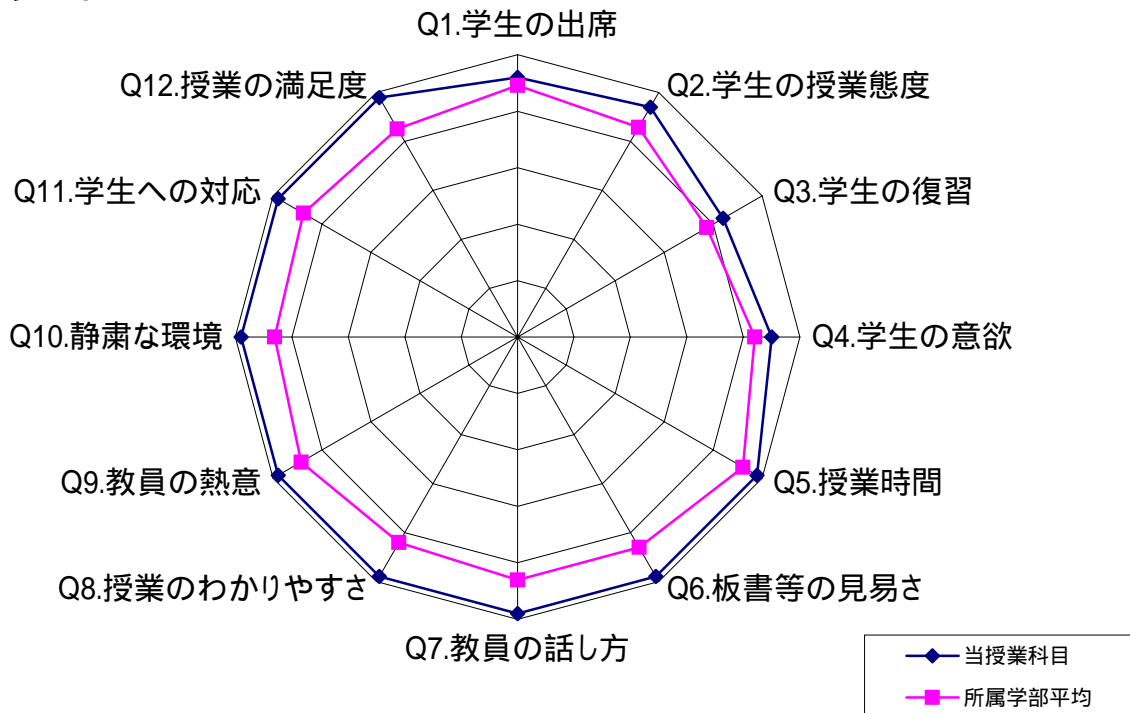 Q1.学生の出席
Q2.学生の授業態度
Q3.学生の復習
Q4.学生の意欲
Q5.授業時間
Q6.板書等の見易さ
Q7.教員の話し方
Q8.授業のわかりやすさ
Q9.教員の熱意
Q10.静粛な環境
Q11.学生への対応
Q12.授業の満足度
当授業科目
所属学部平均